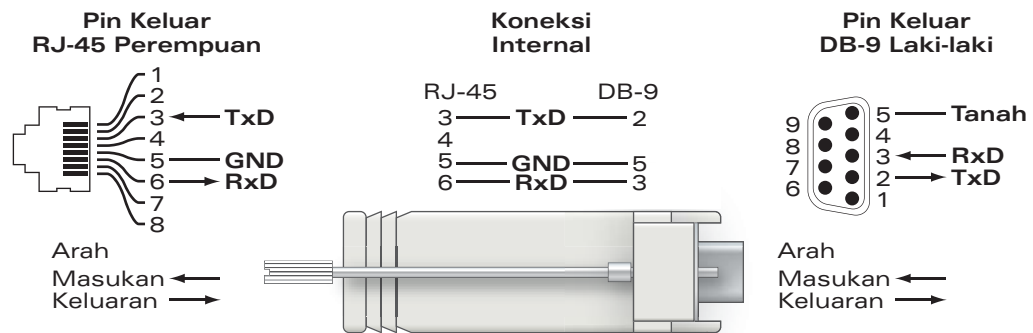 Pin Keluar
RJ-45 Perempuan
1
2
3 TxD
4
5 GND
6 RxD
7
8
Arah
Masukan
Keluaran
Koneksi
Internal
RJ-45 DB-9
3 TxD 2
4
5 GND 5
6 RxD 3
Pin Keluar
DB-9 Laki-laki
5 Tanah
9
4
8
3 RxD
7
2 TxD
6
1
Arah
Masukan
Keluaran